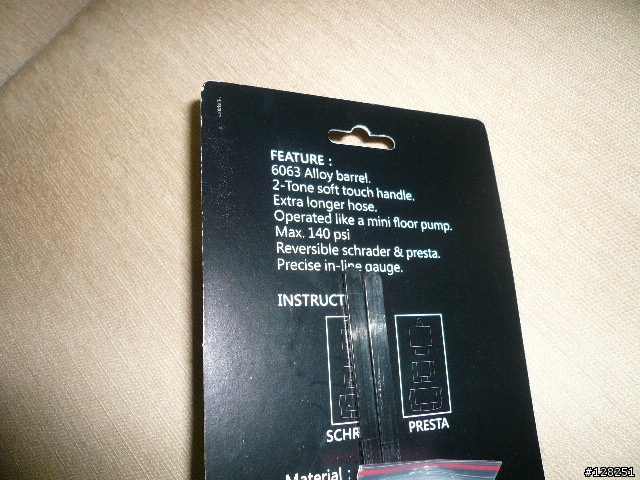 FEATURE :
6063 Alloy barrel.
2-Tone soft touch handle.
Extra longer hose.
Operated like a mini floor pump.
Max. 140 psi
Reversible schrader & presta.
Precise in-line gauge.
INSTRUCT
SCHR PRESTA
Material :
#128251